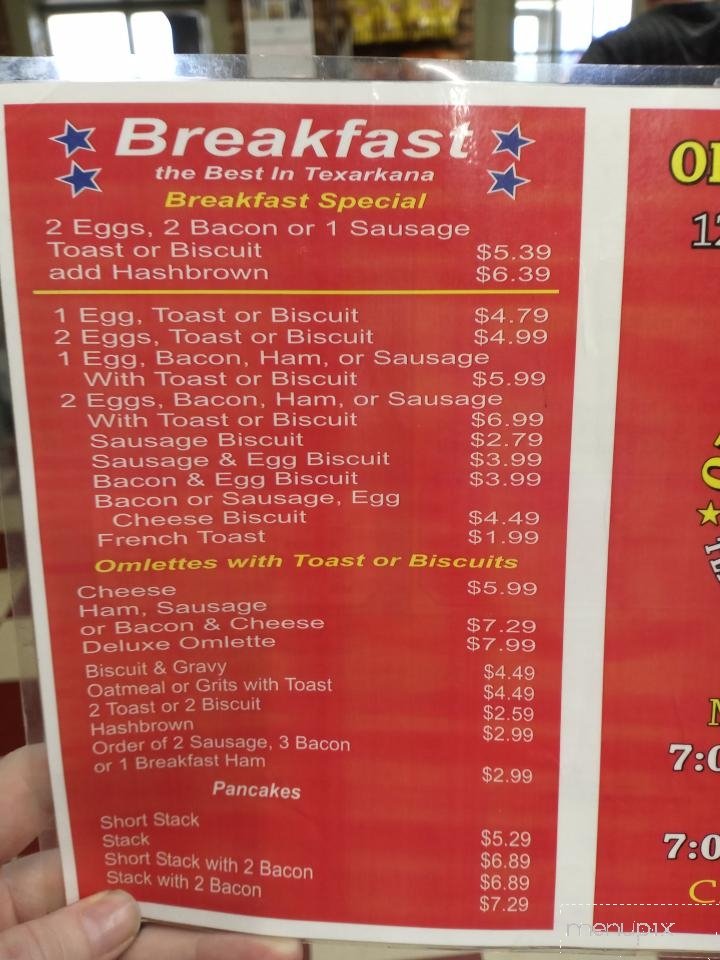 Breakfast
the Best In Texarkana
Breakfast Special
2 Eggs, 2 Bacon or 1 Sausage
Toast or Biscuit $5.39
add Hashbrown $6.39
1 Egg, Toast or Biscuit $4.79
2 Eggs, Toast or Biscuit $4.99
1 Egg, Bacon, Ham, or Sausage
With Toast or Biscuit $5.99
2 Eggs, Bacon, Ham, or Sausage
With Toast or Biscuit $6.99
Sausage Biscuit $2.79
Sausage & Egg Biscuit $3.99
Bacon & Egg Biscuit $3.99
Bacon or Sausage, Egg
Cheese Biscuit $4.49
French Toast $1.99
Omlettes with Toast or Biscuits
Cheese $5.99
Ham, Sausage
or Bacon & Cheese $7.29
Deluxe Omlette $7.99
Biscuit & Gravy $4.49
Oatmeal or Grits with Toast $4.49
2 Toast or 2 Biscuit $2.59
Hashbrown $2.99
Order of 2 Sausage, 3 Bacon
or 1 Breakfast Ham $2.99
Pancakes
Short Stack $5.29
Stack $6.89
Short Stack with 2 Bacon $6.89
Stack with 2 Bacon $7.29
7:0
7:0
menupix